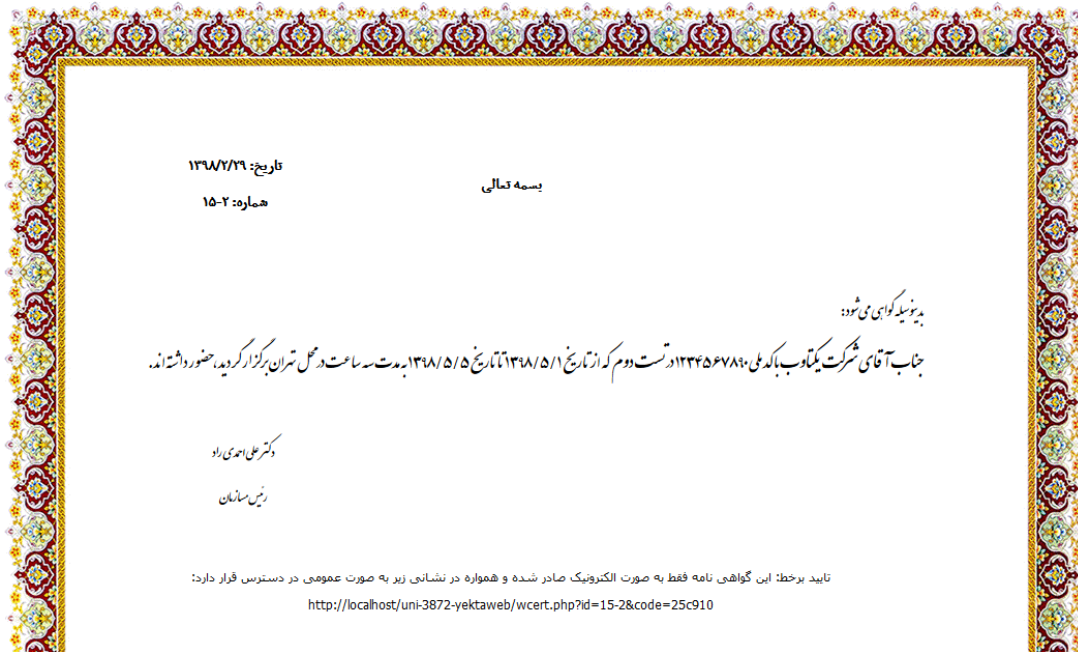 تاریخ: ۱۳۹۸/۲/۲۹
بسمه تعالی
هماره: ۲-۱۵
بدینوسیله گواهی می شود:
جناب آقای شرکت یکتاوب با کد ملی ۱۲۳۴۵۶۷۸۹۰ در تست دوم که از تاریخ ۱۳۹۸/۵/۱ تا تاریخ ۱۳۹۸/۵/۵ به مدت سه ساعت در محل تهران برگزار گردید، حضور داشته اند.
دکتر علی احمدی راد
رئیس سازمان
تایید برخط: این گواهی نامه فقط به صورت الکترونیک صادر شده و همواره در نشانی زیر به صورت عمومی در دسترس قرار دارد:
http://localhost/uni-3872-yektaweb/wcert.php?id=15-2&code=25c910